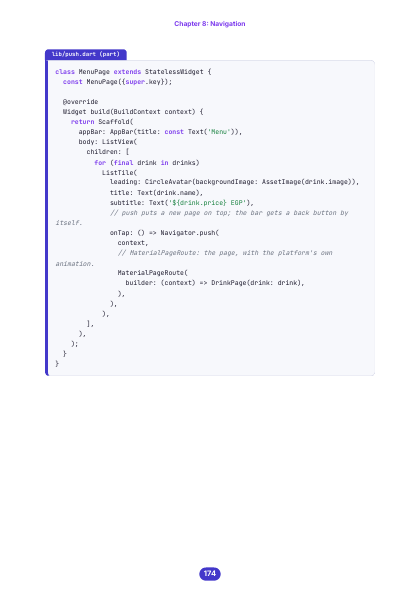 Chapter 8: Navigation
lib/push.dart (part)
class MenuPage extends StatelessWidget {
  const MenuPage({super.key});

  @override
  Widget build(BuildContext context) {
    return Scaffold(
      appBar: AppBar(title: const Text('Menu')),
      body: ListView(
        children: [
          for (final drink in drinks)
            ListTile(
              leading: CircleAvatar(backgroundImage: AssetImage(drink.image)),
              title: Text(drink.name),
              subtitle: Text('${drink.price} EGP'),
              // push puts a new page on top; the bar gets a back button by
itself.
              onTap: () => Navigator.push(
                context,
                // MaterialPageRoute: the page, with the platform's own
animation.
                MaterialPageRoute(
                  builder: (context) => DrinkPage(drink: drink),
                ),
              ),
            ),
        ],
      ),
    );
  }
}
174